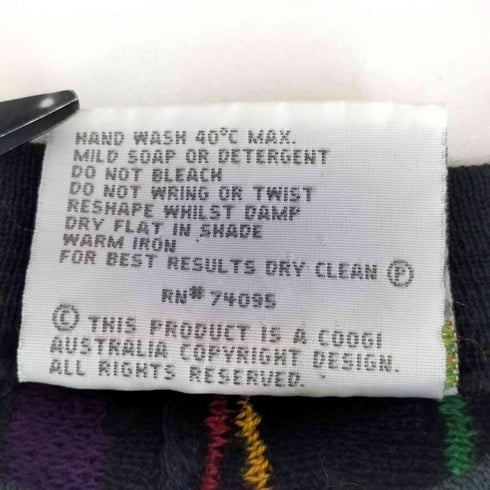 HAND WASH 40°C MAX.
MILD SOAP OR DETERGENT
DO NOT BLEACH
DO NOT WRING OR TWIST
RESHAPE WHILST DAMP
DRY FLAT IN SHADE
WARM IRON
FOR BEST RESULTS DRY CLEAN Ⓟ
RN# 74095
© THIS PRODUCT IS A COOGI
AUSTRALIA COPYRIGHT DESIGN.
ALL RIGHTS RESERVED.